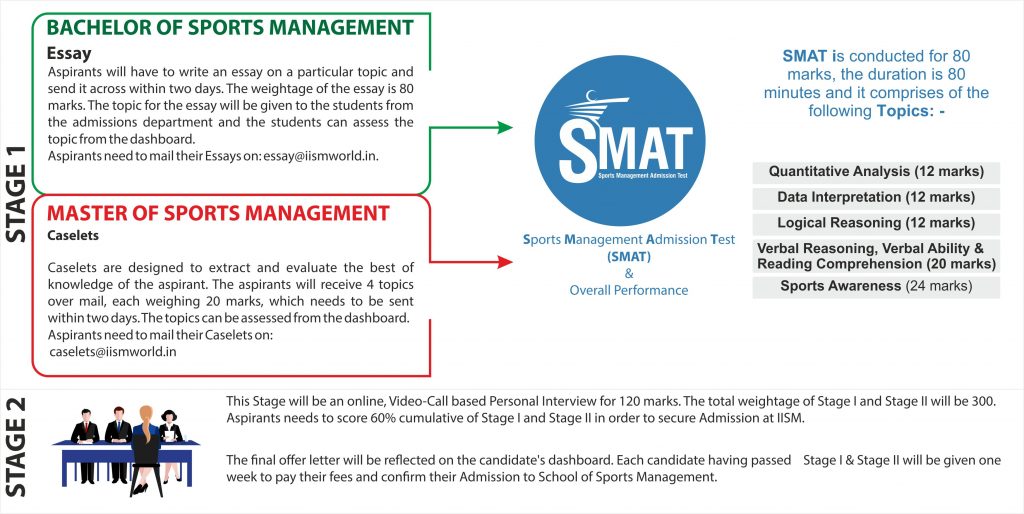 STAGE 1
BACHELOR OF SPORTS MANAGEMENT
Essay
Aspirants will have to write an essay on a particular topic and
send it across within two days. The weightage of the essay is 80
marks. The topic for the essay will be given to the students from
the admissions department and the students can assess the
topic from the dashboard.
Aspirants need to mail their Essays on: essay@iismworld.in.
MASTER OF SPORTS MANAGEMENT
Caselets
Caselets are designed to extract and evaluate the best of
knowledge of the aspirant. The aspirants will receive 4 topics
over mail, each weighing 20 marks, which needs to be sent
within two days. The topics can be assessed from the dashboard.
Aspirants need to mail their Caselets on:
caselets@iismworld.in
SMAT
Sports Management Admission Test
Sports Management Admission Test
(SMAT)
&
Overall Performance
SMAT is conducted for 80
marks, the duration is 80
minutes and it comprises of the
following Topics: -
Quantitative Analysis (12 marks)
Data Interpretation (12 marks)
Logical Reasoning (12 marks)
Verbal Reasoning, Verbal Ability &
Reading Comprehension (20 marks)
Sports Awareness (24 marks)
STAGE 2
This Stage will be an online, Video-Call based Personal Interview for 120 marks. The total weightage of Stage I and Stage II will be 300.
Aspirants needs to score 60% cumulative of Stage I and Stage II in order to secure Admission at IISM.
The final offer letter will be reflected on the candidate's dashboard. Each candidate having passed Stage I & Stage II will be given one
week to pay their fees and confirm their Admission to School of Sports Management.